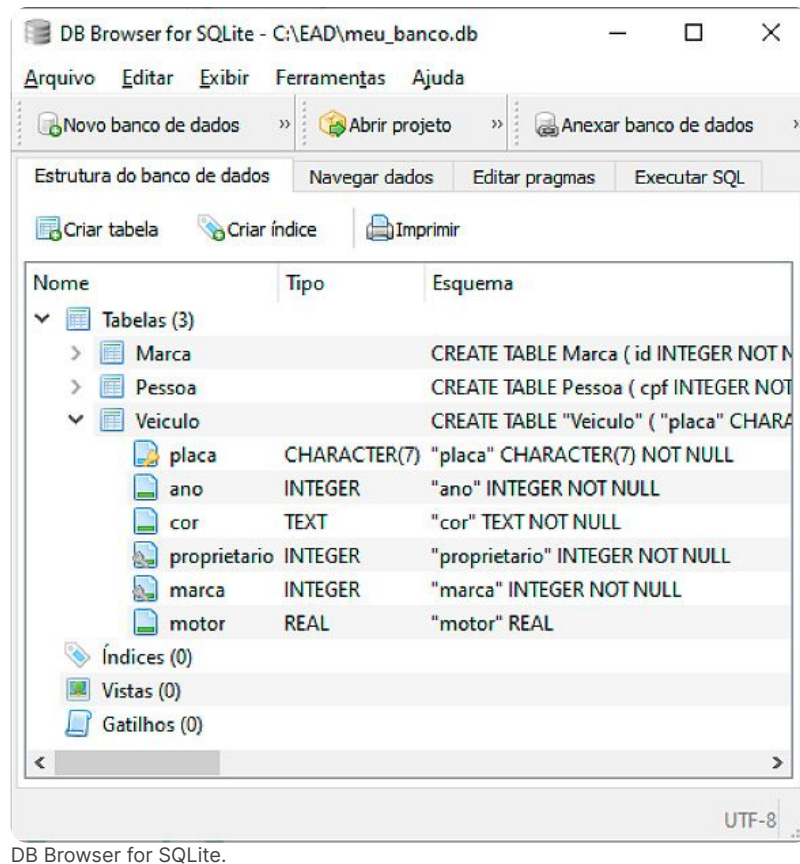 DB Browser for SQLite - C:\EAD\meu_banco.db
Arquivo Editar Exibir Ferramentas Ajuda
Novo banco de dados » Abrir projeto » Anexar banco de dados »
Estrutura do banco de dados Navegar dados Editar pragmas Executar SQL
Criar tabela Criar índice Imprimir
Nome Tipo Esquema
Tabelas (3)
Marca CREATE TABLE Marca ( id INTEGER NOT N
Pessoa CREATE TABLE Pessoa ( cpf INTEGER NOT
Veiculo CREATE TABLE "Veiculo" ( "placa" CHARA
placa CHARACTER(7) "placa" CHARACTER(7) NOT NULL
ano INTEGER "ano" INTEGER NOT NULL
cor TEXT "cor" TEXT NOT NULL
proprietario INTEGER "proprietario" INTEGER NOT NULL
marca INTEGER "marca" INTEGER NOT NULL
motor REAL "motor" REAL
Índices (0)
Vistas (0)
Gatilhos (0)
UTF-8
DB Browser for SQLite.